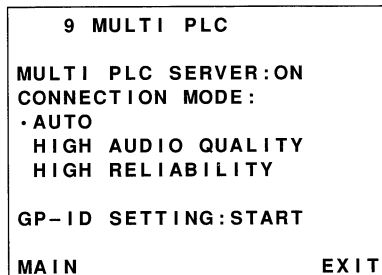 9 MULTI PLC
MULTI PLC SERVER:ON
CONNECTION MODE:
·AUTO
HIGH AUDIO QUALITY
HIGH RELIABILITY
GP-ID SETTING:START
MAIN EXIT